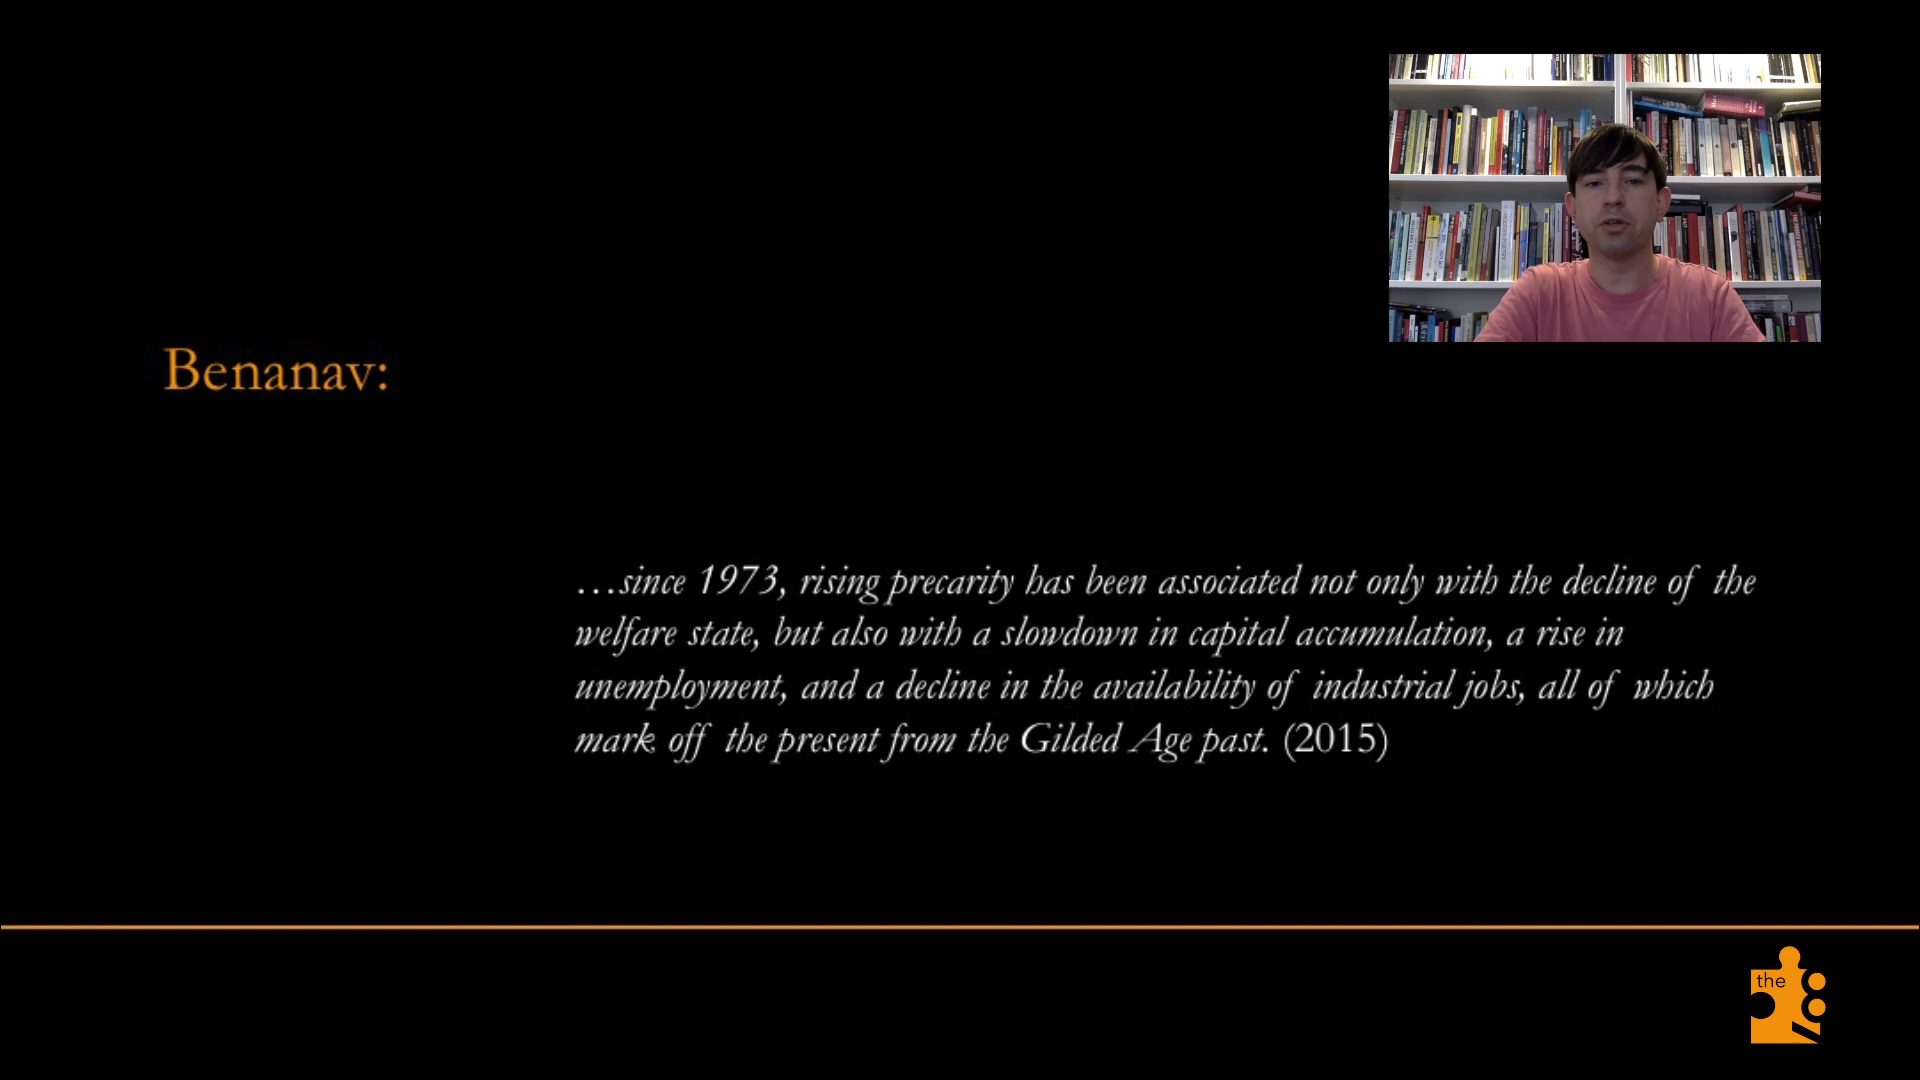 Benanav:
…since 1973, rising precarity has been associated not only with the decline of the
welfare state, but also with a slowdown in capital accumulation, a rise in
unemployment, and a decline in the availability of industrial jobs, all of which
mark off the present from the Gilded Age past. (2015)
the